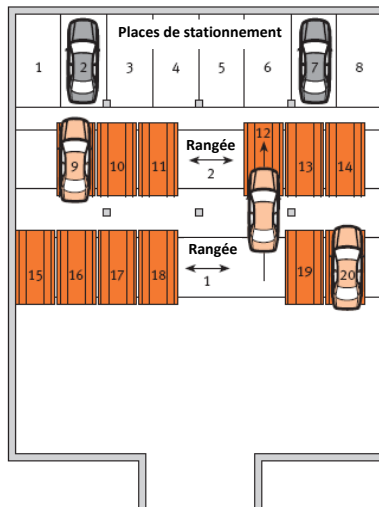 Places de stationnement
1 2 3 4 5 6 7 8
9 10 11 Rangée 2 12 13 14
Rangée
15 16 17 18 1 19 20